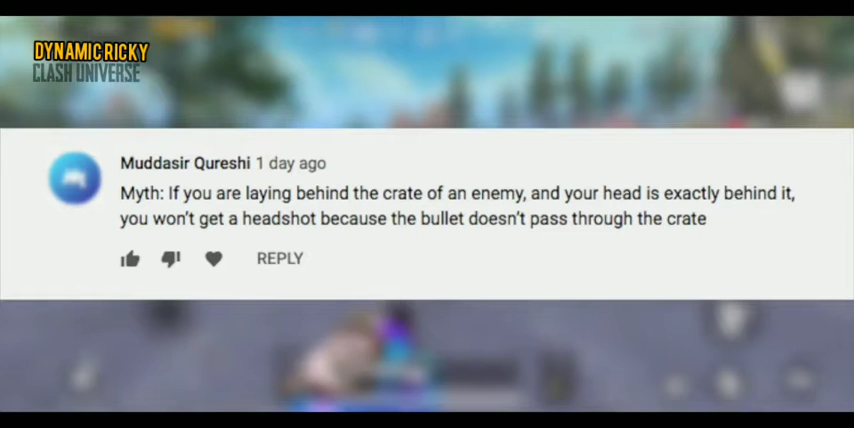 DYNAMICRICKY
CLASH UNIVERSE
Muddasir Qureshi 1 day ago
Myth: If you are laying behind the crate of an enemy, and your head is exactly behind it,
you won't get a headshot because the bullet doesn't pass through the crate
REPLY